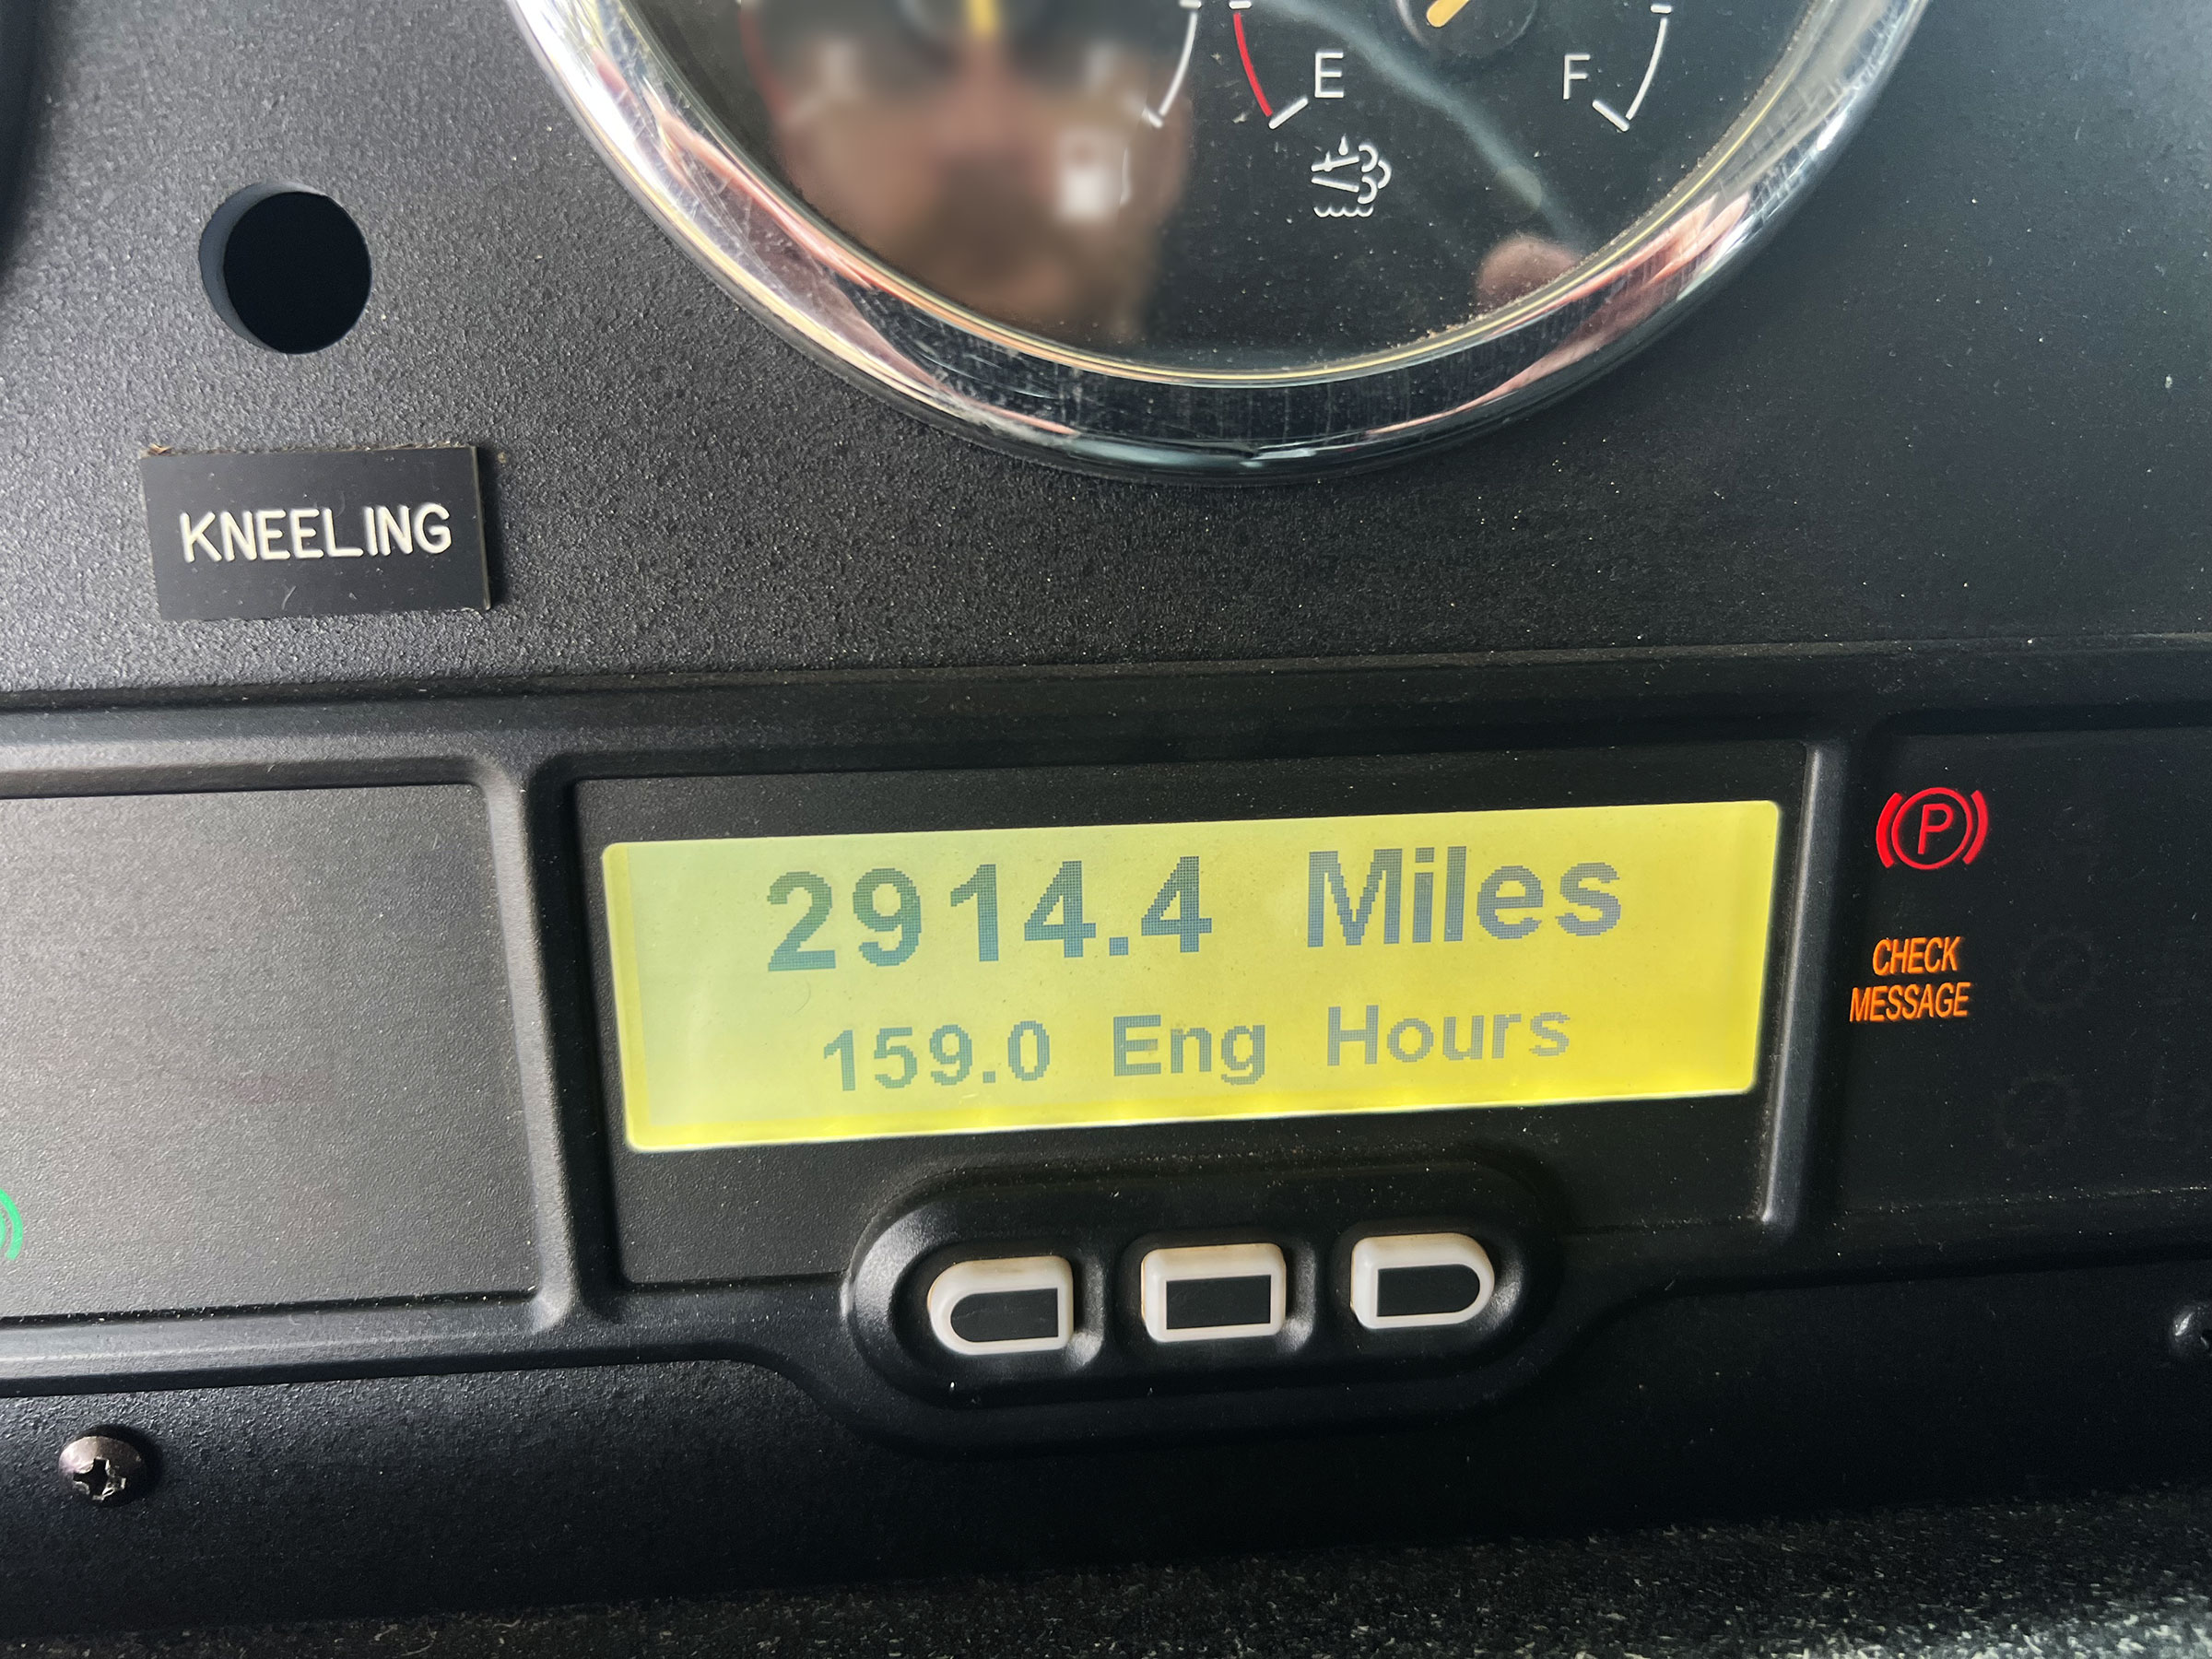 E F
KNEELING
2914.4 Miles
159.0 Eng Hours
P
CHECK
MESSAGE